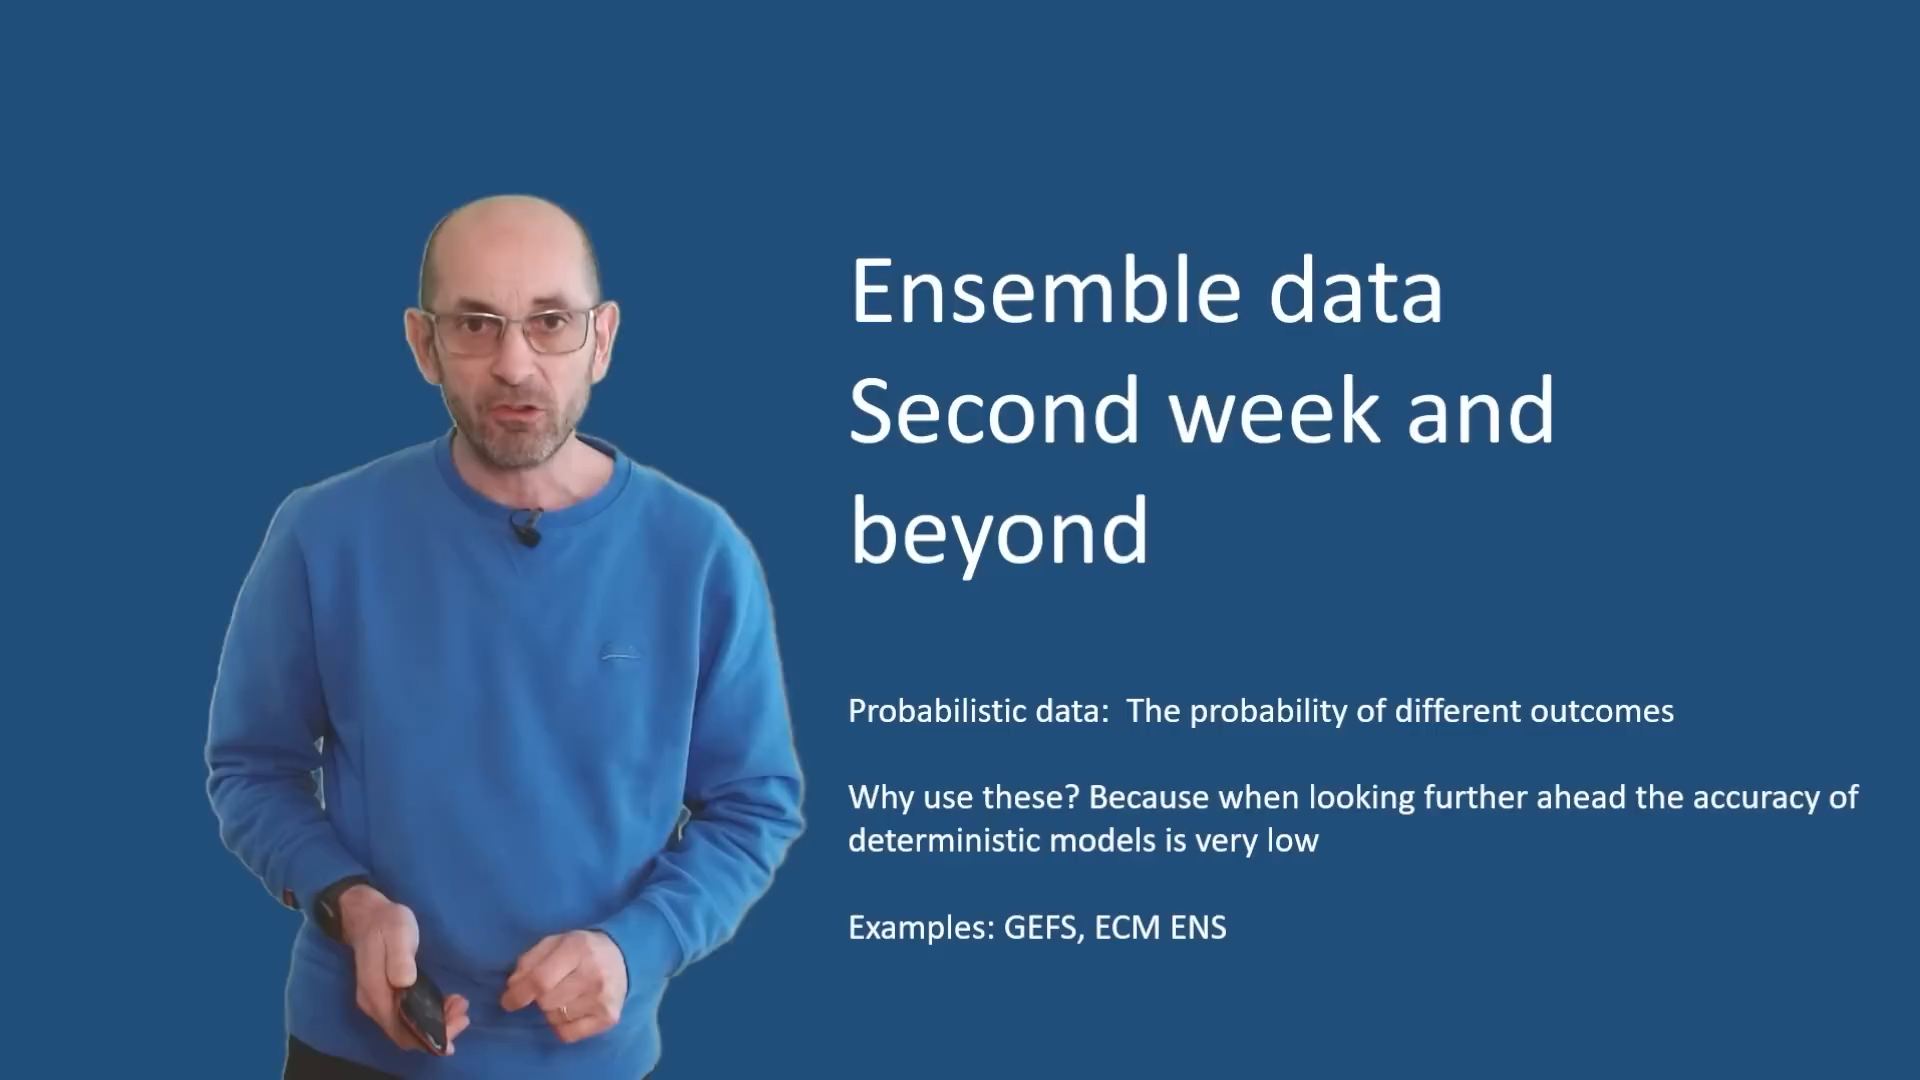 Ensemble data
Second week and
beyond
Probabilistic data:  The probability of different outcomes
Why use these? Because when looking further ahead the accuracy of
deterministic models is very low
Examples: GEFS, ECM ENS